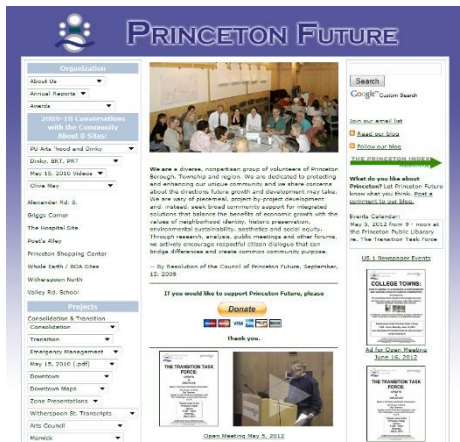 PRINCETON FUTURE
Organization
About Us
Annual Reports
Awards
2009-10 Conversations
with the Community
About 8 Sites:
PU Arts 'hood and Dinky
Dinky, BRT, PRT
May 15, 2010 Videos
Olive May
Alexander Rd. S
Griggs Corner
The Hospital Site
Poet's Alley
Princeton Shopping Center
Whole Earth / BOA Sites
Witherspoon North
Valley Rd. School
Projects
Consolidation & Transition
Consolidation
Transition
Emergency Management
May 15, 2010 (.pdf)
Downtown
Downtown Maps
Zone Presentations
Witherspoon St. Transcripts
Arts Council
Merwick
We are a diverse, nonpartisan group of volunteers of Princeton
Borough, Township and region. We are dedicated to protecting
and enhancing our unique community and we share concerns
about the directions future growth and development may take.
We are wary of piecemeal, project-by-project development
and, instead, seek broad community support for integrated
solutions that balance the benefits of economic growth with the
values of neighborhood identity, historic preservation,
environmental sustainability, aesthetics and social equity.
Through research, analysis, public meetings and other forums,
we actively encourage respectful citizen dialogue that can
bridge differences and create common community purpose.
-- By Resolution of the Council of Princeton Future, September,
15, 2009
If you would like to support Princeton Future, please
Donate
Thank you.
THE TRANSITION TASK
FORCE:
Open Meeting May 5, 2012
Search
Google Custom Search
Join our email list
Read our blog
Follow our blog
THE PRINCETON INDEX
What do you like about
Princeton? Let Princeton Future
know what you think. Post a
comment to our blog.
Events Calendar:
May 5, 2012 from 9 - noon at
the Princeton Public Library
re. The Transition Task Force
US 1 Newspaper Events
COLLEGE TOWNS:
Ad for Open Meeting
June 16, 2012
THE TRANSITION TASK
FORCE: